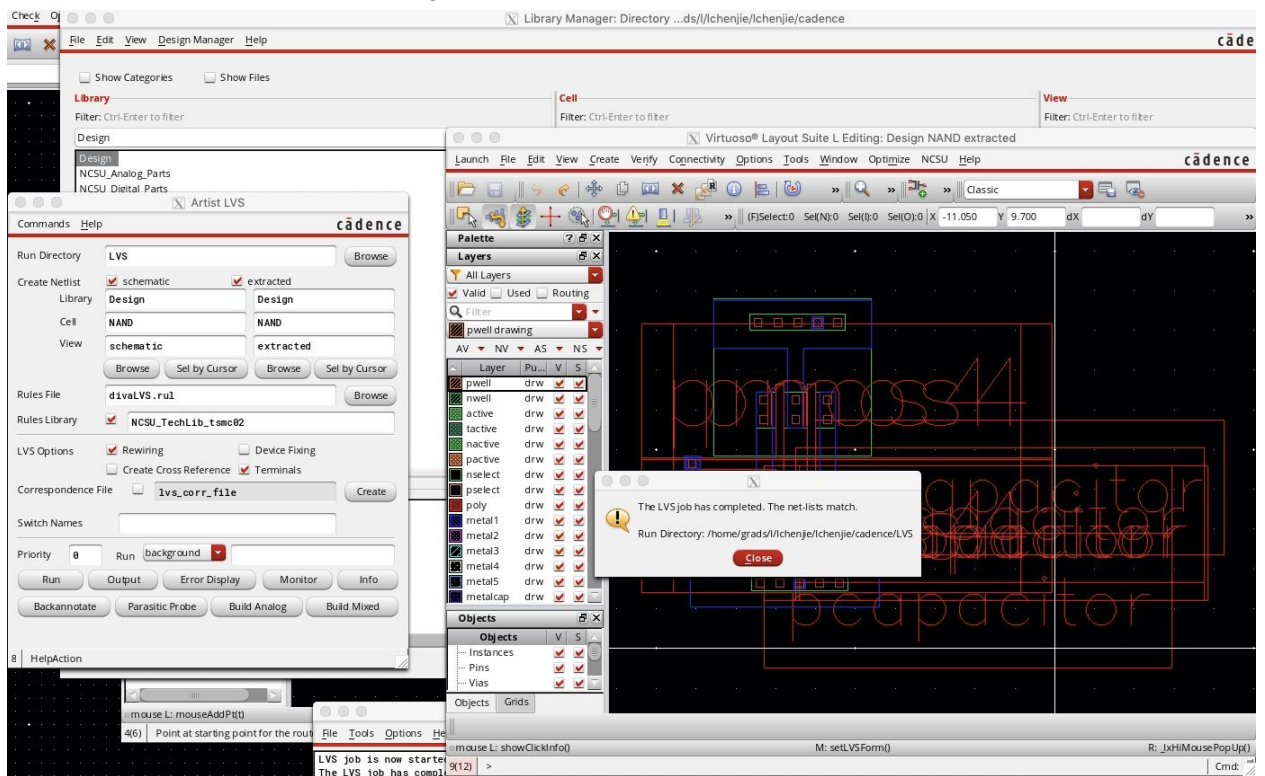 Check
Library Manager: Directory ...ds/l/lchenjie/lchenjie/cadence
File Edit View Design Manager Help
cāde
Show Categories Show Files
Library Cell View
Filter: Ctrl-Enter to filter Filter: Ctrl-Enter to filter Filter: Ctrl-Enter to filter
Design
Design
NCSU_Analog_Parts
NCSU_Digital_Parts
Artist LVS
Commands Help cādence
Run Directory LVS Browse
Create Netlist schematic extracted
Library Design Design
Cell NAND NAND
View schematic extracted
Browse Sel by Cursor Browse Sel by Cursor
Rules File divaLVS.rul Browse
Rules Library NCSU_TechLib_tsmc02
LVS Options Rewiring Device Fixing
Create Cross Reference Terminals
Correspondence File lvs_corr_file Create
Switch Names
Priority 0 Run background
Run Output Error Display Monitor Info
Backannotate Parasitic Probe Build Analog Build Mixed
8 HelpAction
Virtuoso® Layout Suite L Editing: Design NAND extracted
Launch File Edit View Create Verify Connectivity Options Tools Window Optimize NCSU Help cādence
» » » Classic
» (F)Select:0 Sel(N):0 Sel(I):0 Sel(O):0 X -11.050 Y 9.700 dX dY »
Palette
Layers
All Layers
Valid Used Routing
Filter
pwell drawing
AV NV AS NS
Layer Pu... V S
pwell drw
nwell drw
active drw
tactive drw
nactive drw
pactive drw
nselect drw
pselect drw
poly drw
metal1 drw
metal2 drw
metal3 drw
metal4 drw
metal5 drw
metalcap drw
Objects
Objects V S
Instances
Pins
Vias
Objects Grids
The LVS job has completed. The net-lists match.
Run Directory: /home/grads/l/lchenjie/lchenjie/cadence/LVS
Close
pcapacitor
mouse L: mouseAddPt(t)
4(6) Point at starting point for the rout
File Tools Options He
LVS job is now starte
The LVS job has compl
mouse L: showClickInfo() M: setLVSForm() R: _lxHiMousePopUp()
9(12) > Cmd: